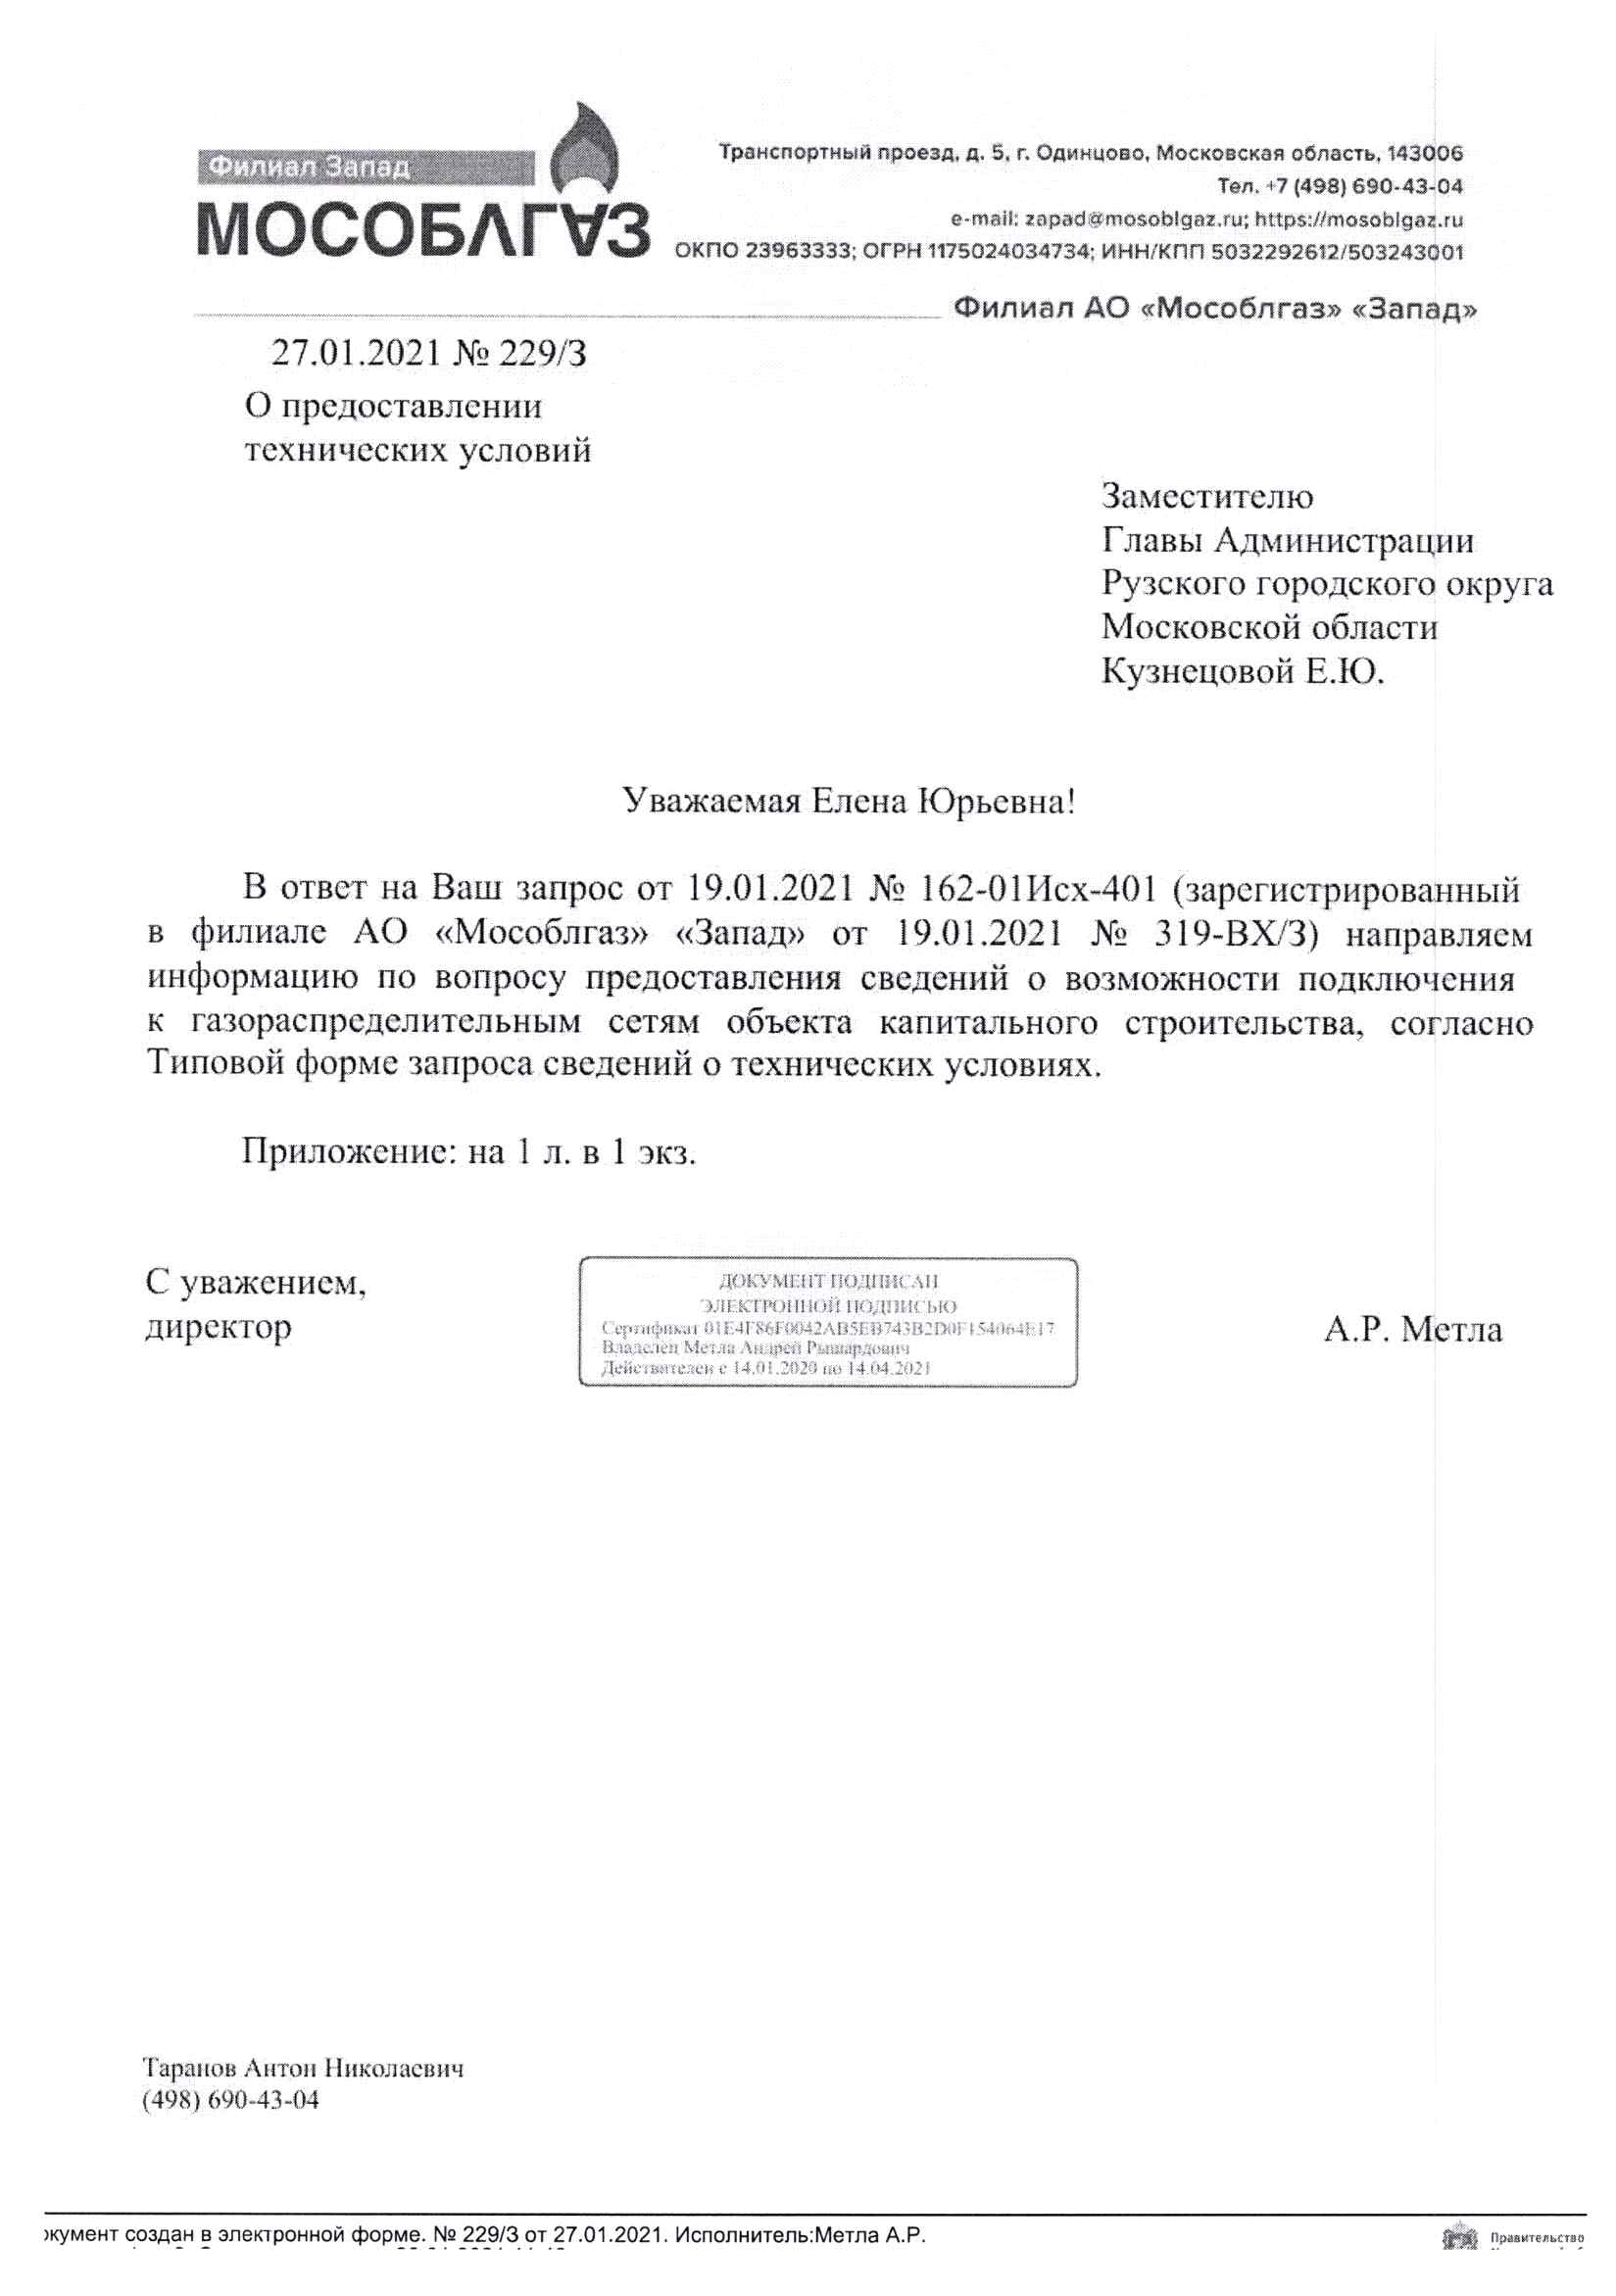 Филиал Запад
МОСОБЛГАЗ
Транспортный проезд, д. 5, г. Одинцово, Московская область, 143006
Тел. +7 (498) 690-43-04
e-mail: zapad@mosoblgaz.ru; https://mosoblgaz.ru
ОКПО 23963333; ОГРН 1175024034734; ИНН/КПП 5032292612/503243001
Филиал АО «Мособлгаз» «Запад»
27.01.2021 № 229/З
О предоставлении
технических условий
Заместителю
Главы Администрации
Рузского городского округа
Московской области
Кузнецовой Е.Ю.
Уважаемая Елена Юрьевна!
В ответ на Ваш запрос от 19.01.2021 № 162-01Исх-401 (зарегистрированный
в филиале АО «Мособлгаз» «Запад» от 19.01.2021 № 319-ВХ/З) направляем
информацию по вопросу предоставления сведений о возможности подключения
к газораспределительным сетям объекта капитального строительства, согласно
Типовой форме запроса сведений о технических условиях.
Приложение: на 1 л. в 1 экз.
С уважением,
директор
ДОКУМЕНТ ПОДПИСАН
ЭЛЕКТРОННОЙ ПОДПИСЬЮ
Сертификат 01E4F86F0042AB5EB743B2D0F154064E17
Владелец Метла Андрей Рышардович
Действителен с 14.01.2020 по 14.04.2021
А.Р. Метла
Таранов Антон Николаевич
(498) 690-43-04
окумент создан в электронной форме. № 229/З от 27.01.2021. Исполнитель:Метла А.Р.
Правительство